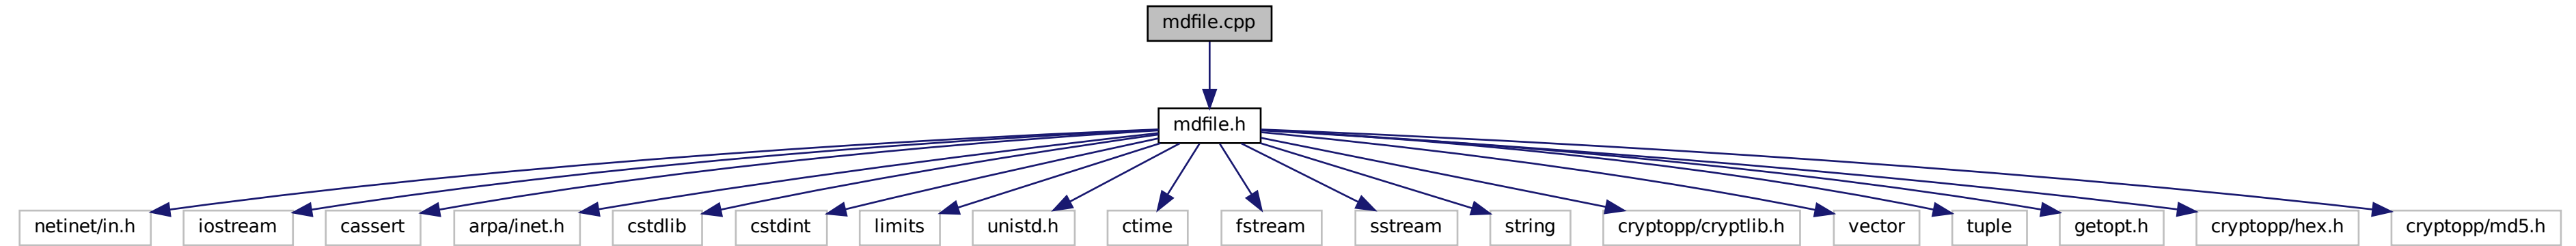 mdfile.cpp
mdfile.h
netinet/in.h
iostream
cassert
arpa/inet.h
cstdlib
cstdint
limits
unistd.h
ctime
fstream
sstream
string
cryptopp/cryptlib.h
vector
tuple
getopt.h
cryptopp/hex.h
cryptopp/md5.h